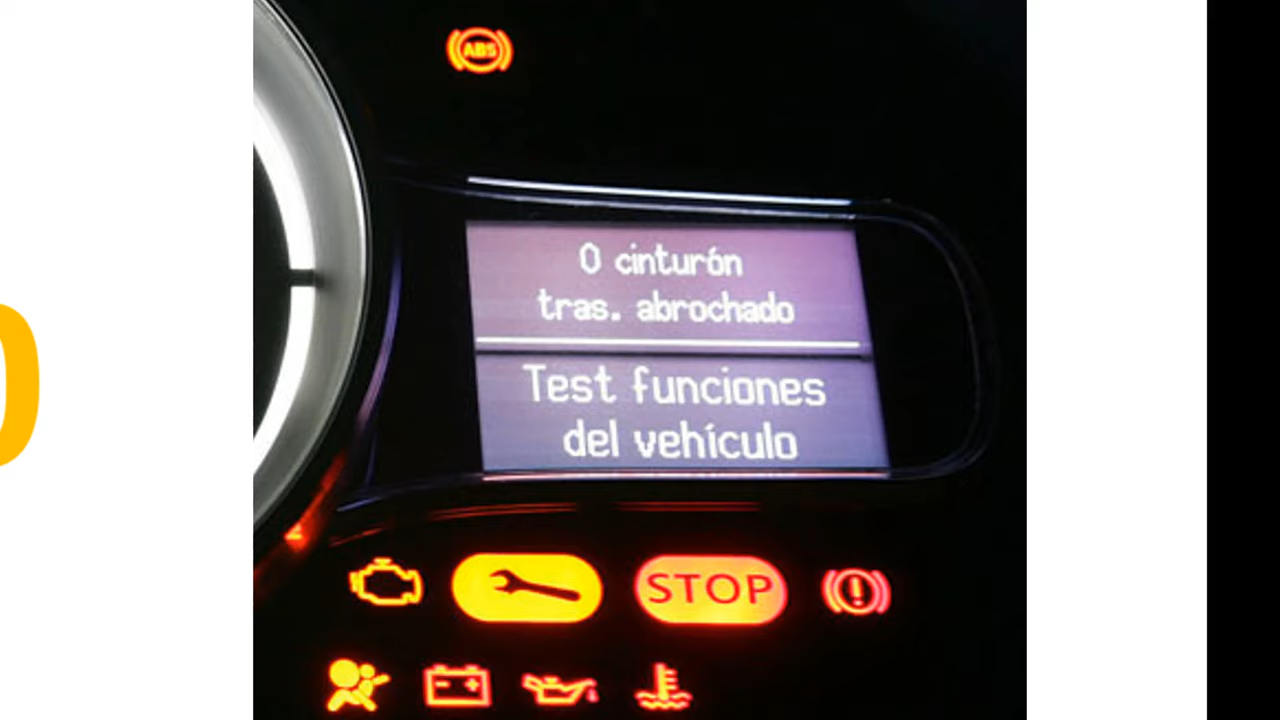 ABS
0 cinturón
tras. abrochado
Test funciones
del vehículo
STOP